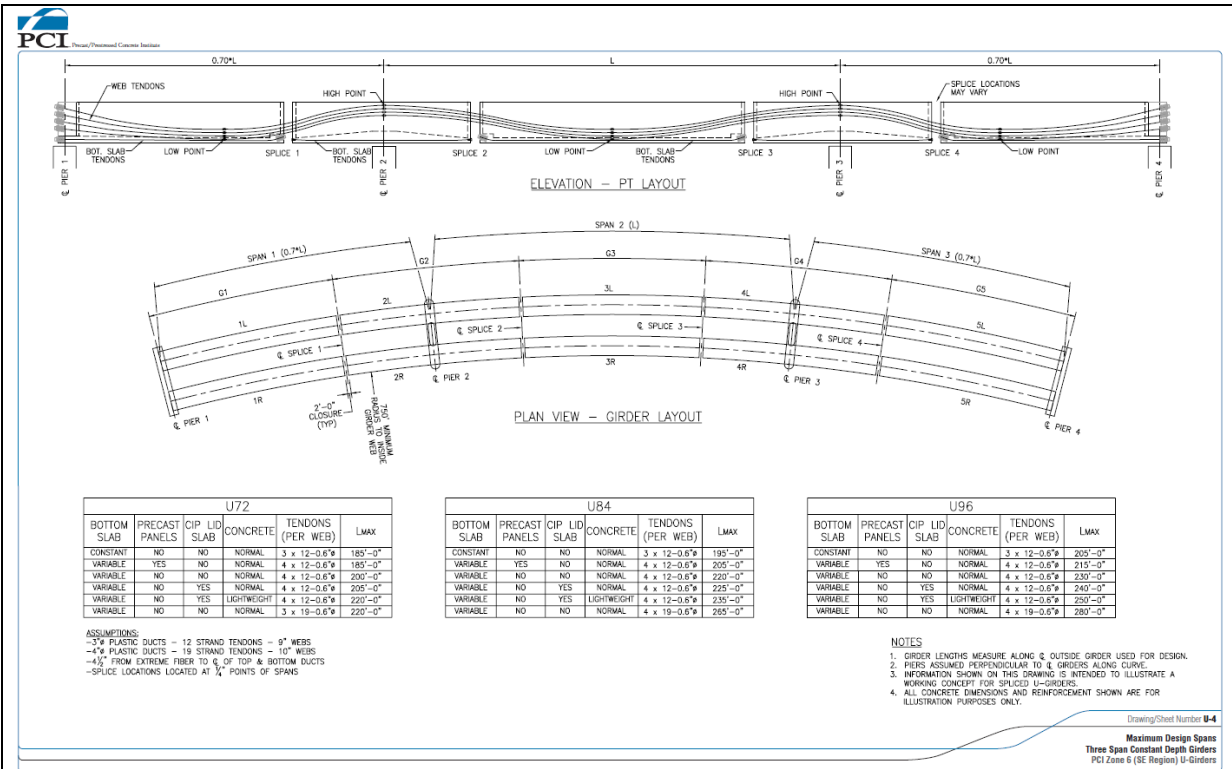 PCI Precast/Prestressed Concrete Institute
0.70*L
L
0.70*L
WEB TENDONS
HIGH POINT
HIGH POINT
SPLICE LOCATIONS
MAY VARY
BOT. SLAB
TENDONS
LOW POINT
SPLICE 1
BOT. SLAB
TENDONS
SPLICE 2
LOW POINT
BOT. SLAB
TENDONS
SPLICE 3
SPLICE 4
LOW POINT
℄ PIER 1
℄ PIER 2
℄ PIER 3
℄ PIER 4
ELEVATION – PT LAYOUT
SPAN 1 (0.7*L)
SPAN 2 (L)
SPAN 3 (0.7*L)
G1
G2
G3
G4
G5
1L
2L
3L
4L
5L
℄ SPLICE 1
℄ SPLICE 2
℄ SPLICE 3
℄ SPLICE 4
1R
2R
3R
4R
5R
℄ PIER 1
℄ PIER 2
℄ PIER 3
℄ PIER 4
2'-0"
CLOSURE
(TYP)
750' MINIMUM
RADIUS TO INSIDE
GIRDER WEB
PLAN VIEW – GIRDER LAYOUT
U72
BOTTOM SLAB PRECAST PANELS CIP LID SLAB CONCRETE TENDONS (PER WEB) LMAX
CONSTANT NO NO NORMAL 3 x 12-0.6"ø 185'-0"
VARIABLE YES NO NORMAL 4 x 12-0.6"ø 185'-0"
VARIABLE NO NO NORMAL 4 x 12-0.6"ø 200'-0"
VARIABLE NO YES NORMAL 4 x 12-0.6"ø 205'-0"
VARIABLE NO YES LIGHTWEIGHT 4 x 12-0.6"ø 220'-0"
VARIABLE NO NO NORMAL 3 x 19-0.6"ø 220'-0"
U84
BOTTOM SLAB PRECAST PANELS CIP LID SLAB CONCRETE TENDONS (PER WEB) LMAX
CONSTANT NO NO NORMAL 3 x 12-0.6"ø 195'-0"
VARIABLE YES NO NORMAL 4 x 12-0.6"ø 205'-0"
VARIABLE NO NO NORMAL 4 x 12-0.6"ø 220'-0"
VARIABLE NO YES NORMAL 4 x 12-0.6"ø 225'-0"
VARIABLE NO YES LIGHTWEIGHT 4 x 12-0.6"ø 235'-0"
VARIABLE NO NO NORMAL 4 x 19-0.6"ø 265'-0"
U96
BOTTOM SLAB PRECAST PANELS CIP LID SLAB CONCRETE TENDONS (PER WEB) LMAX
CONSTANT NO NO NORMAL 3 x 12-0.6"ø 205'-0"
VARIABLE YES NO NORMAL 4 x 12-0.6"ø 215'-0"
VARIABLE NO NO NORMAL 4 x 12-0.6"ø 230'-0"
VARIABLE NO YES NORMAL 4 x 12-0.6"ø 240'-0"
VARIABLE NO YES LIGHTWEIGHT 4 x 12-0.6"ø 250'-0"
VARIABLE NO NO NORMAL 4 x 19-0.6"ø 280'-0"
ASSUMPTIONS:
-3"ø PLASTIC DUCTS – 12 STRAND TENDONS – 9" WEBS
-4"ø PLASTIC DUCTS – 19 STRAND TENDONS – 10" WEBS
-4½" FROM EXTREME FIBER TO ℄ OF TOP & BOTTOM DUCTS
-SPLICE LOCATIONS LOCATED AT ¼" POINTS OF SPANS
NOTES
1. GIRDER LENGTHS MEASURE ALONG ℄ OUTSIDE GIRDER USED FOR DESIGN.
2. PIERS ASSUMED PERPENDICULAR TO ℄ GIRDERS ALONG CURVE.
3. INFORMATION SHOWN ON THIS DRAWING IS INTENDED TO ILLUSTRATE A
WORKING CONCEPT FOR SPLICED U-GIRDERS.
4. ALL CONCRETE DIMENSIONS AND REINFORCEMENT SHOWN ARE FOR
ILLUSTRATION PURPOSES ONLY.
Drawing/Sheet Number U-4
Maximum Design Spans
Three Span Constant Depth Girders
PCI Zone 6 (SE Region) U-Girders